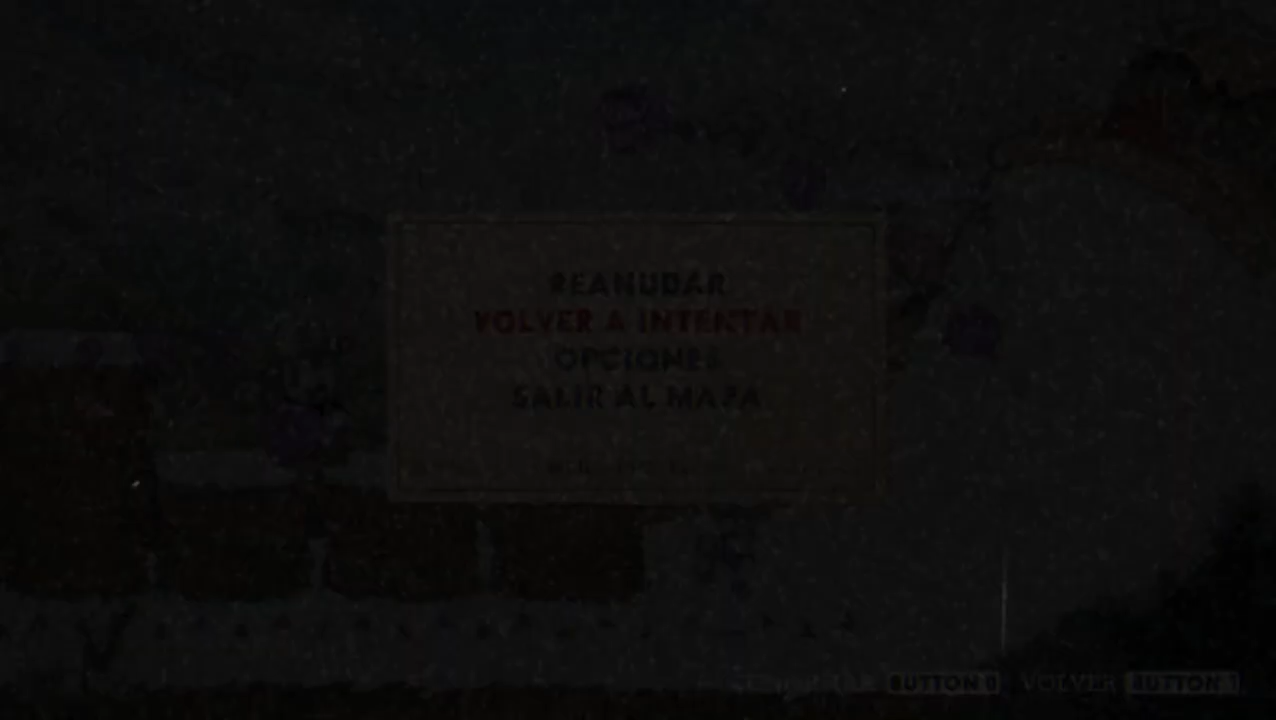 REANUDAR
VOLVER A INTENTAR
OPCIONES
SALIR AL MAPA
BUTTON 0 VOLVER BUTTON 1